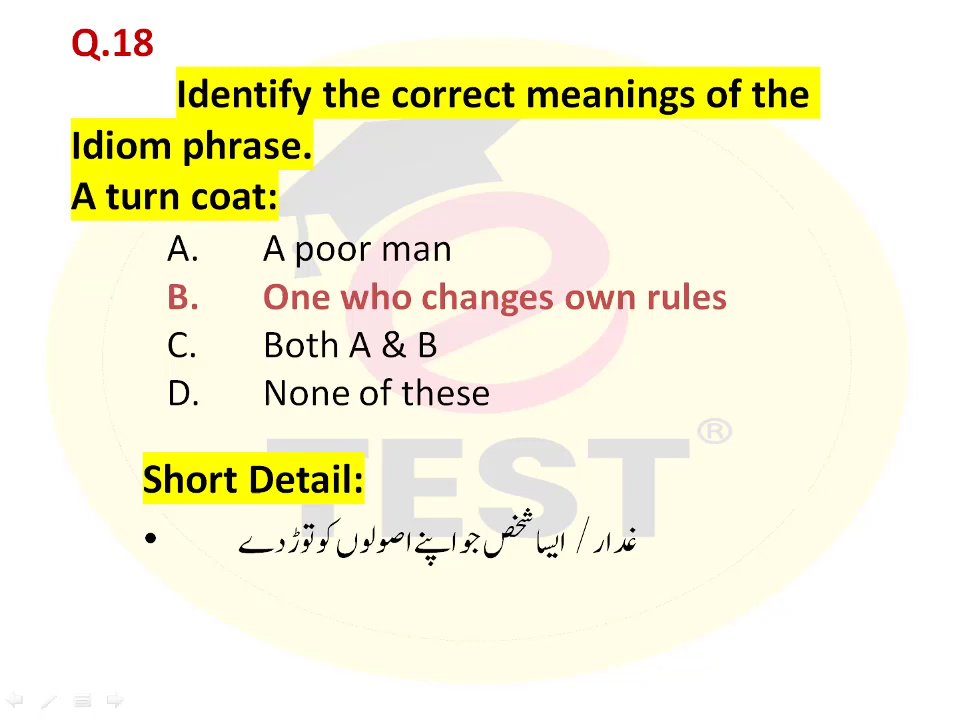 Q.18
Identify the correct meanings of the
Idiom phrase.
A turn coat:
A. A poor man
B. One who changes own rules
C. Both A & B
D. None of these
e
TEST®
Short Detail:
• غدار / ایسا شخص جو اپنے اصولوں کو توڑ دے